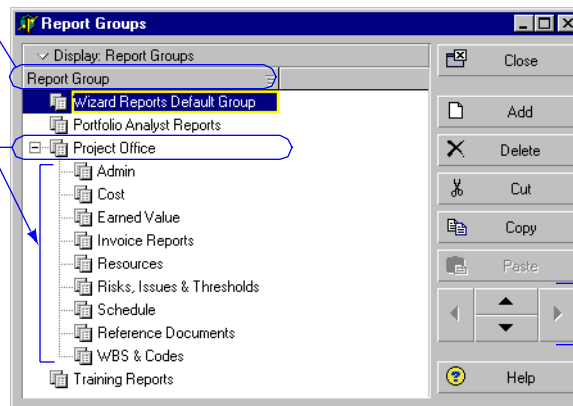 Report Groups
Display: Report Groups
Report Group
Wizard Reports Default Group
Portfolio Analyst Reports
Project Office
Admin
Cost
Earned Value
Invoice Reports
Resources
Risks, Issues & Thresholds
Schedule
Reference Documents
WBS & Codes
Training Reports
Close
Add
Delete
Cut
Copy
Paste
Help